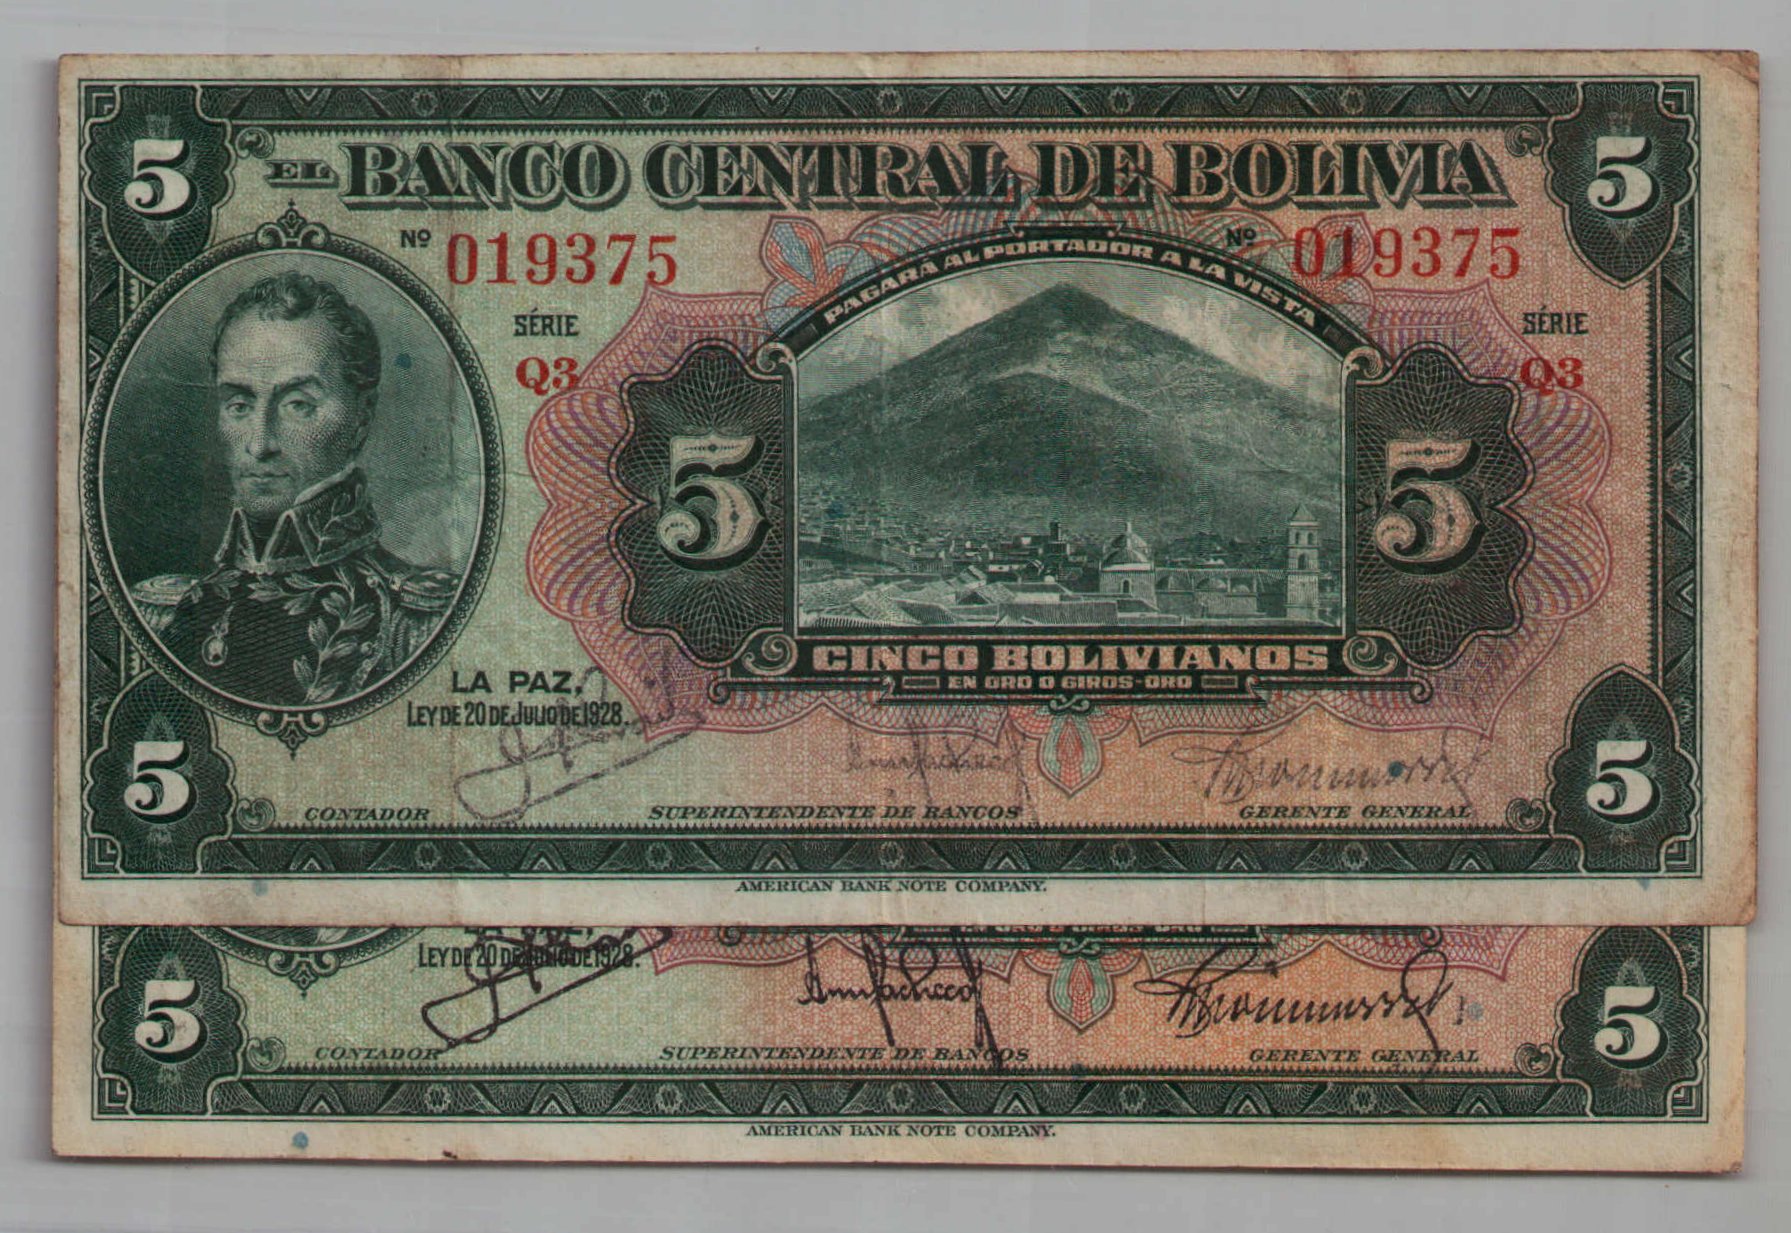 5 5
EL BANCO CENTRAL DE BOLIVIA
Nº 019375 Nº 019375
PAGARA AL PORTADOR A LA VISTA
SÉRIE SÉRIE
Q3 Q3
5 5
CINCO BOLIVIANOS
EN ORO O GIROS-ORO
LA PAZ,
LEY DE 20 DE JULIO DE 1928.
5 5
CONTADOR SUPERINTENDENTE DE BANCOS GERENTE GENERAL
AMERICAN BANK NOTE COMPANY.
LEY DE 20 DE JULIO DE 1928.
5 5
CONTADOR SUPERINTENDENTE DE BANCOS GERENTE GENERAL
AMERICAN BANK NOTE COMPANY.